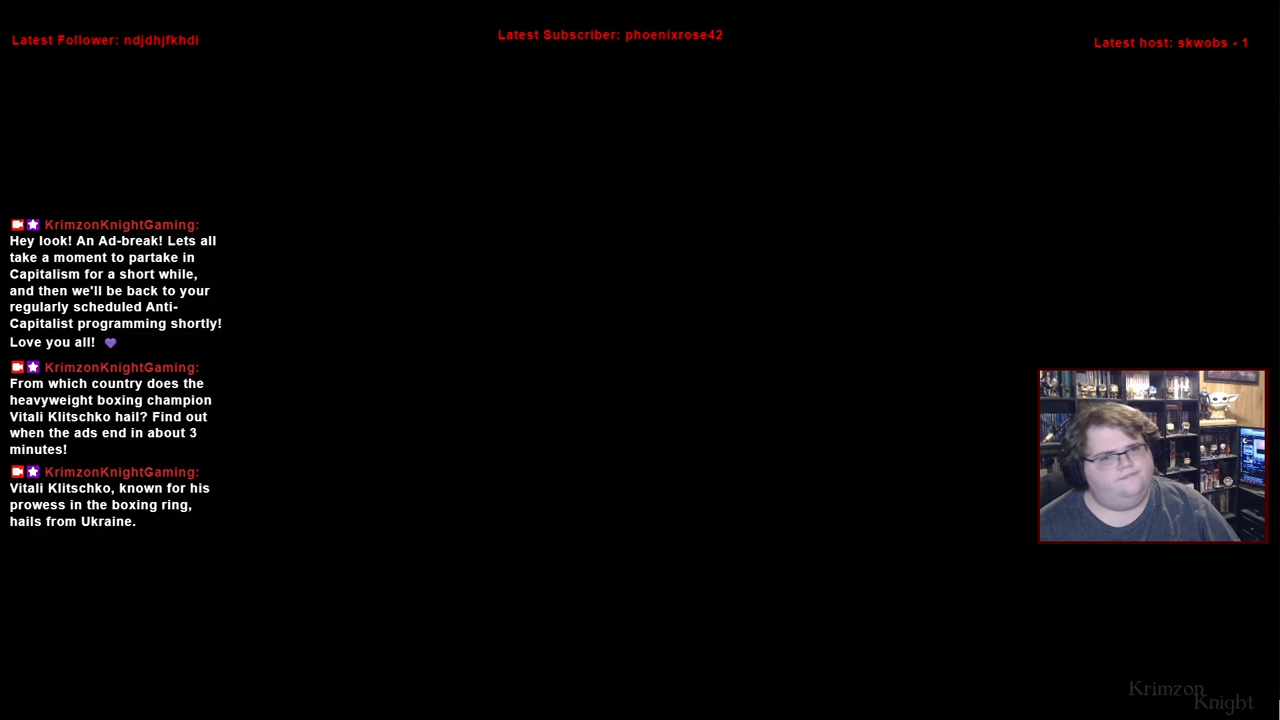 Latest Follower: ndjdhjfkhdi
Latest Subscriber: phoenixrose42
Latest host: skwobs - 1
KrimzonKnightGaming:
Hey look! An Ad-break! Lets all
take a moment to partake in
Capitalism for a short while,
and then we'll be back to your
regularly scheduled Anti-
Capitalist programming shortly!
Love you all! 💜
KrimzonKnightGaming:
From which country does the
heavyweight boxing champion
Vitali Klitschko hail? Find out
when the ads end in about 3
minutes!
KrimzonKnightGaming:
Vitali Klitschko, known for his
prowess in the boxing ring,
hails from Ukraine.
Krimzon
Knight